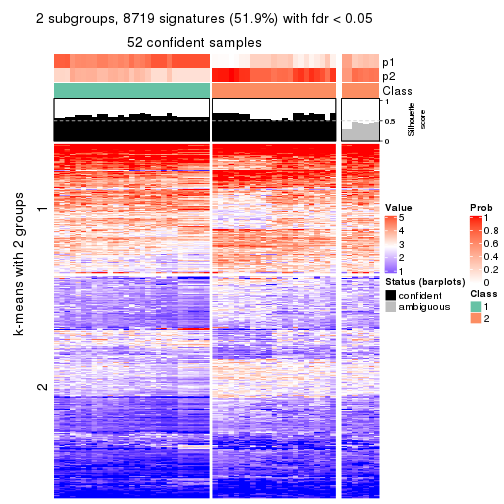 2 subgroups, 8719 signatures (51.9%) with fdr < 0.05
52 confident samples
p1
p2
Class
1
0.5
0
Silhouette
score
k-means with 2 groups
1
2
Value
5
4
3
2
1
Prob
1
0.8
0.6
0.4
0.2
0
Status (barplots)
confident
ambiguous
Class
1
2